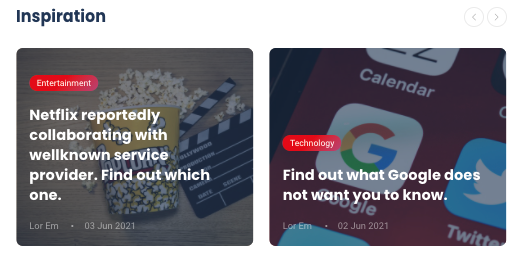 Inspiration
Entertainment
Netflix reportedly
collaborating with
wellknown service
provider. Find out which
one.
Lor Em • 03 Jun 2021
Calendar
Technology
Find out what Google does
not want you to know.
Google
Lor Em • 02 Jun 2021
Twitter